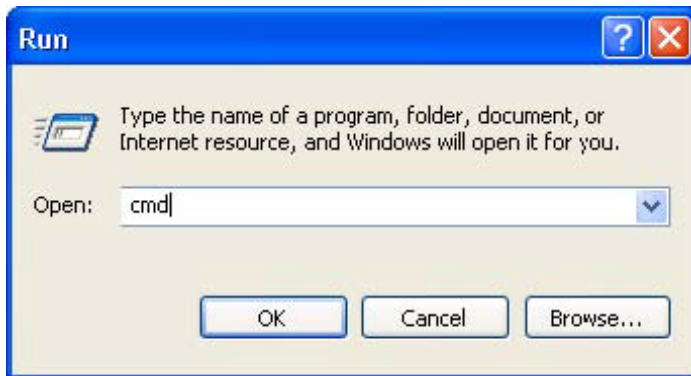 Run
Type the name of a program, folder, document, or
Internet resource, and Windows will open it for you.
Open: cmd
OK Cancel Browse...